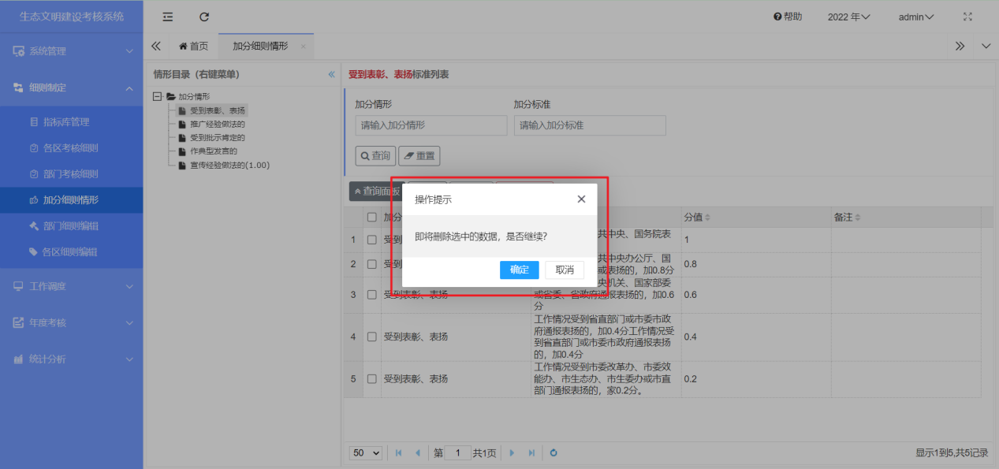 生态文明建设考核系统
帮助
2022 年
admin
系统管理
细则制定
指标库管理
各区考核细则
部门考核细则
加分细则情形
部门细则编辑
各区细则编辑
工作调度
年度考核
统计分析
首页
加分细则情形
情形目录（右键菜单）
加分情形
受到表彰、表扬
推广经验做法的
受到批示肯定的
作典型发言的
宣传经验做法的(1.00)
受到表彰、表扬标准列表
加分情形
加分标准
请输入加分情形
请输入加分标准
查询
重置
查询面板
操作提示
即将删除选中的数据，是否继续？
确定
取消
加分
分值
备注
1
受到
共中央、国务院表
1
2
受到
共中央办公厅、国
或表扬的，加0.8分
0.8
3
受到表彰、表扬
央机关、国家部委
或省委、省政府通报表扬的，加0.6
分
0.6
4
受到表彰、表扬
工作情况受到省直部门或市委市政
府通报表扬的，加0.4分工作情况受
到省直部门或市委市政府通报表扬
的，加0.4分
0.4
5
受到表彰、表扬
工作情况受到市委改革办、市委效
能办、市生态办、市生委办或市直
部门通报表扬的，家0.2分。
0.2
50
第 1 共1页
显示1到5,共5记录